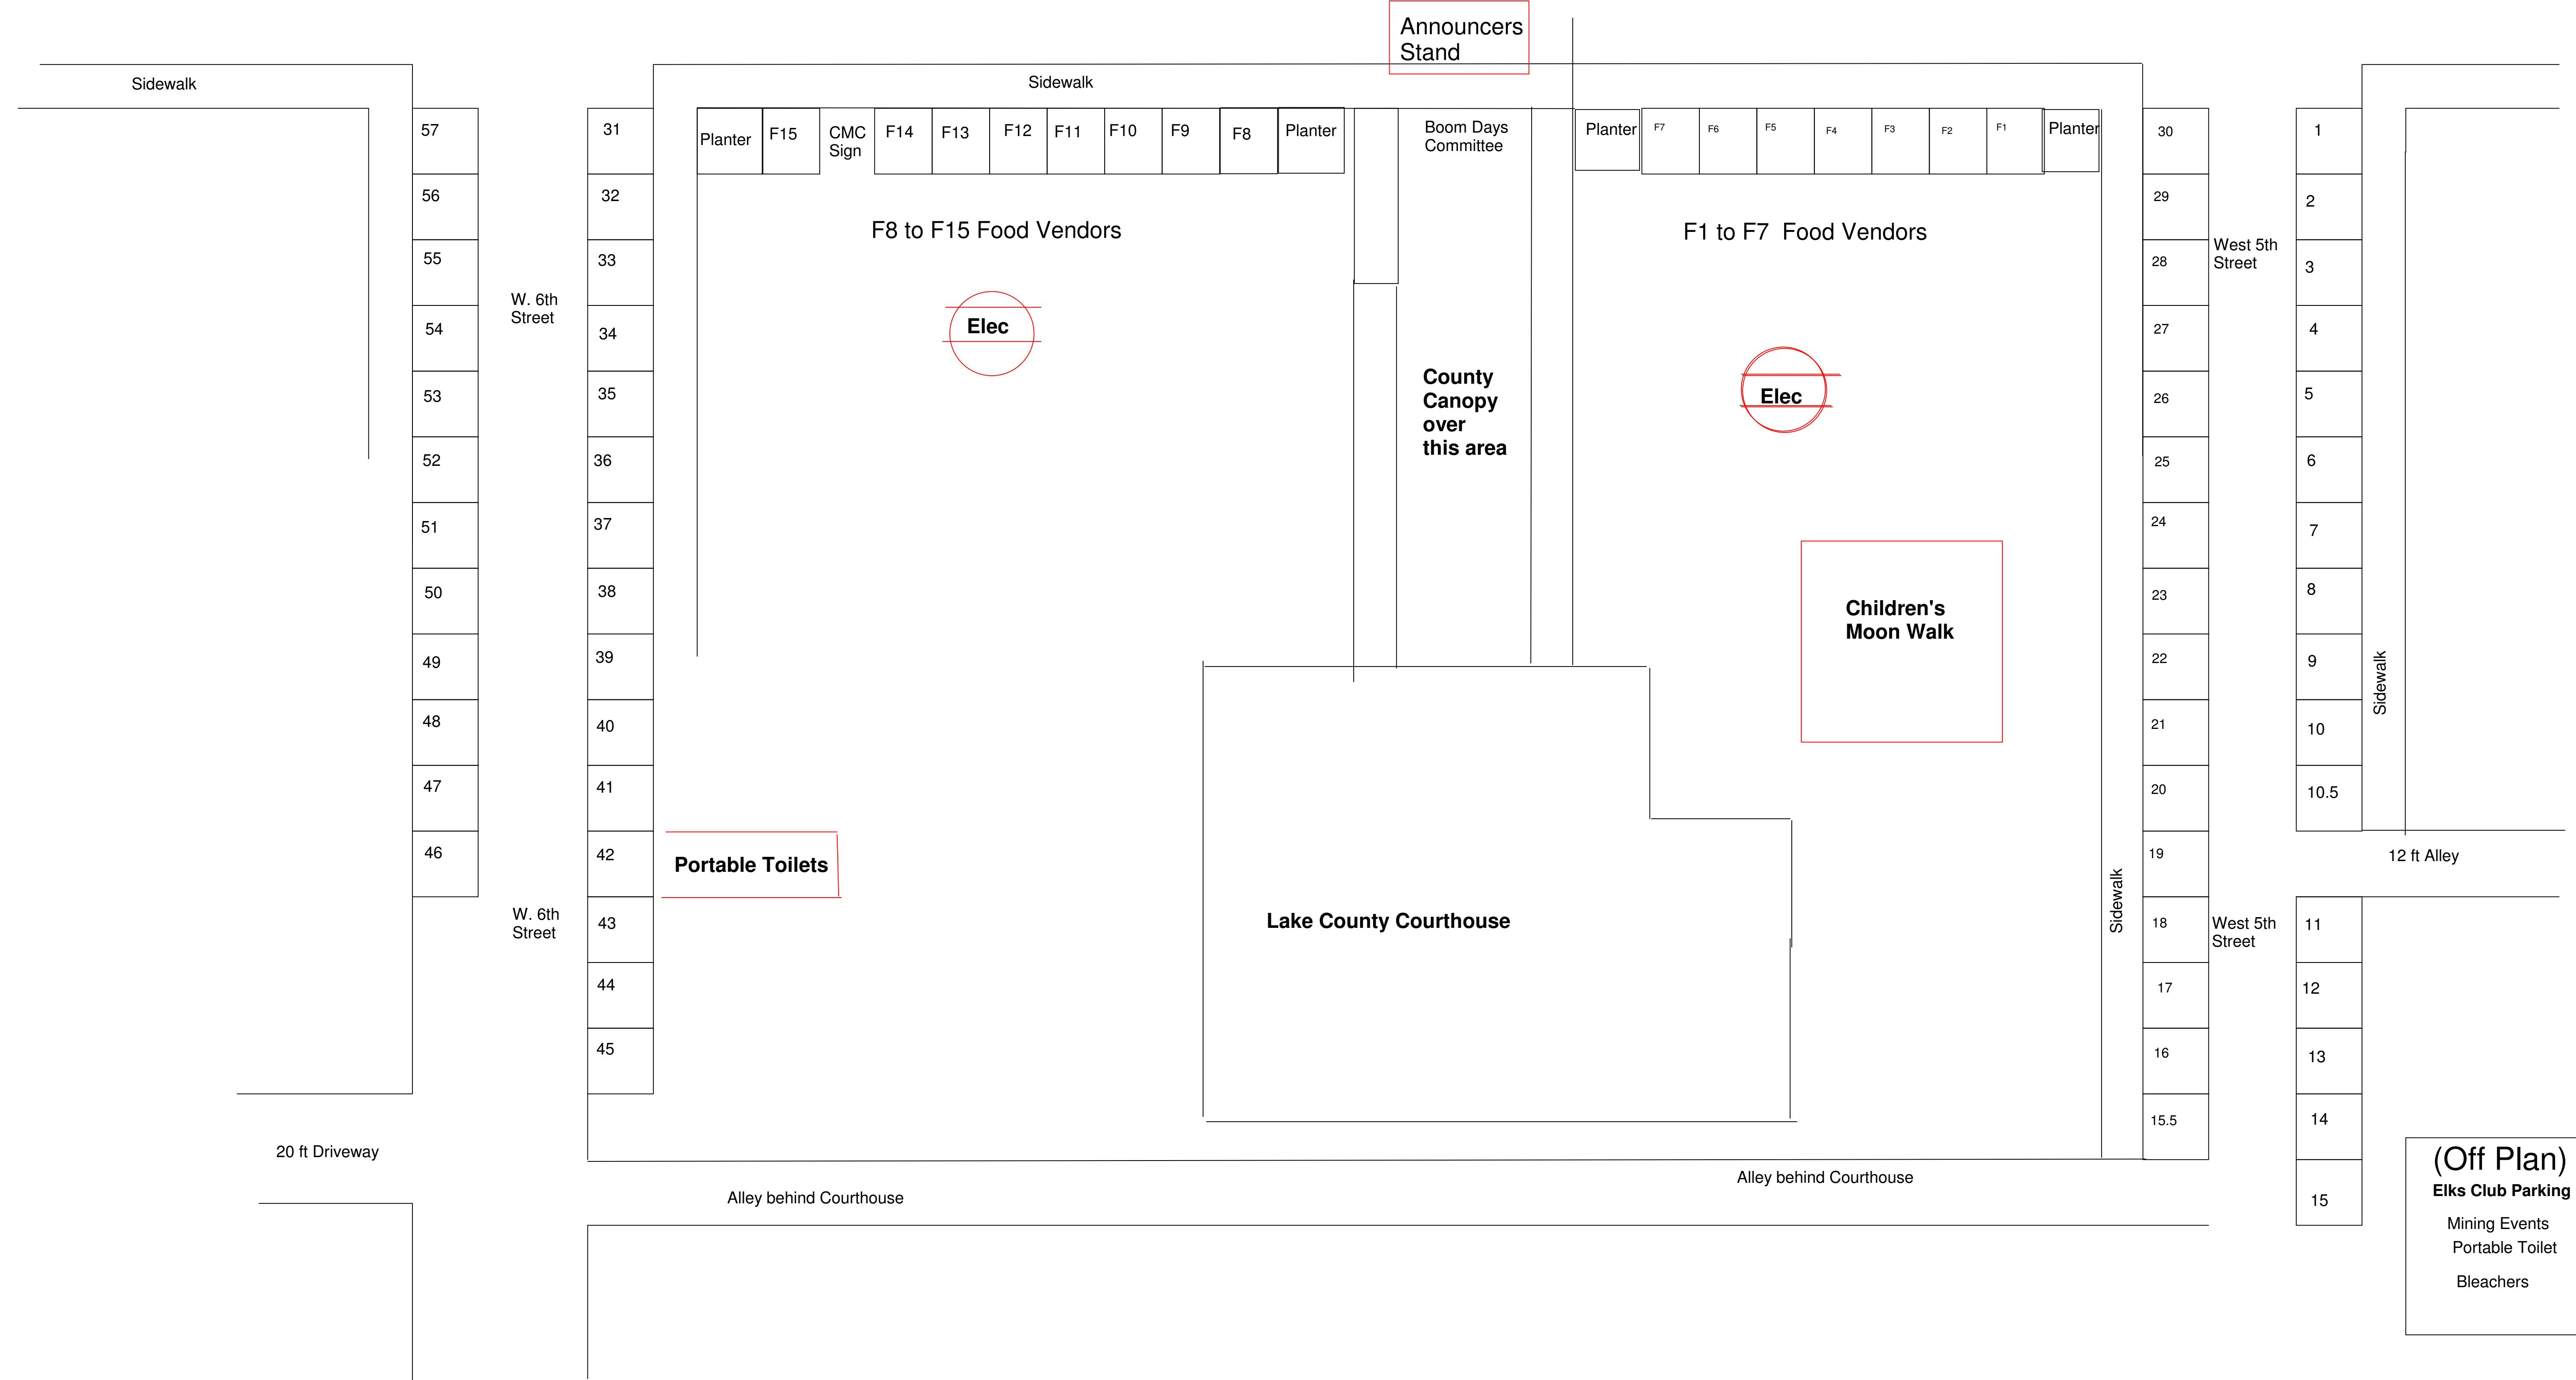 Announcers
Stand
Sidewalk
Sidewalk
57
31
Planter
F15
CMC
Sign
F14
F13
F12
F11
F10
F9
F8
Planter
Boom Days
Committee
Planter
F7
F6
F5
F4
F3
F2
F1
Planter
30
1
56
32
29
2
F8 to F15 Food Vendors
F1 to F7  Food Vendors
West 5th
Street
55
33
28
3
W. 6th
Street
54
34
Elec
27
4
53
35
County
Canopy
over
this area
Elec
26
5
52
36
25
6
51
37
24
7
50
38
Children's
Moon Walk
23
8
49
39
22
9
Sidewalk
48
40
21
10
47
41
20
10.5
46
42
Portable Toilets
19
12 ft Alley
W. 6th
Street
43
Lake County Courthouse
Sidewalk
18
West 5th
Street
11
44
17
12
45
16
13
15.5
14
20 ft Driveway
Alley behind Courthouse
Alley behind Courthouse
15
(Off Plan)
Elks Club Parking
Mining Events
Portable Toilet
Bleachers